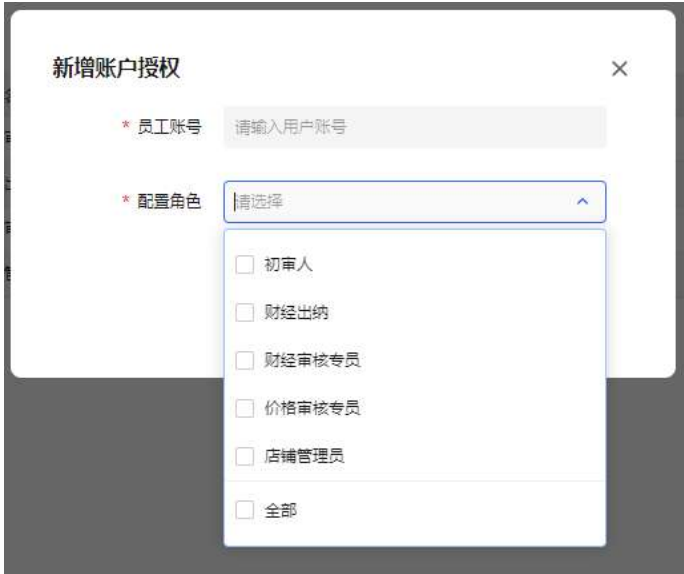 新增账户授权
* 员工账号 请输入用户账号
* 配置角色 请选择
初审人
财经出纳
财经审核专员
价格审核专员
店铺管理员
全部